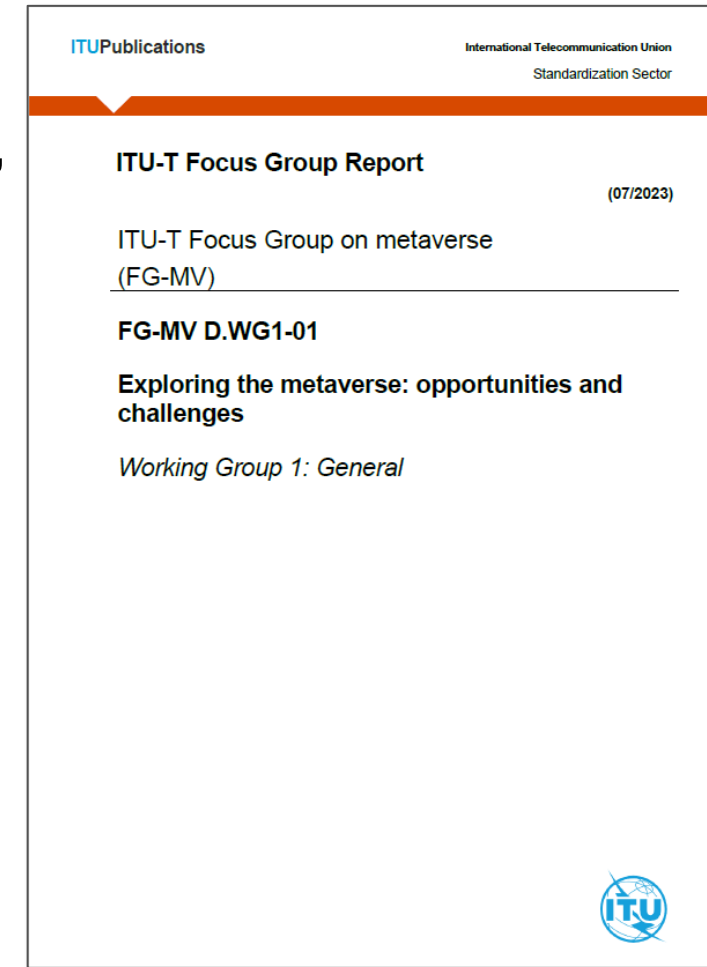 ITUPublications
International Telecommunication Union
Standardization Sector
ITU-T Focus Group Report
(07/2023)
ITU-T Focus Group on metaverse
(FG-MV)
FG-MV D.WG1-01
Exploring the metaverse: opportunities and
challenges
Working Group 1: General
ITU